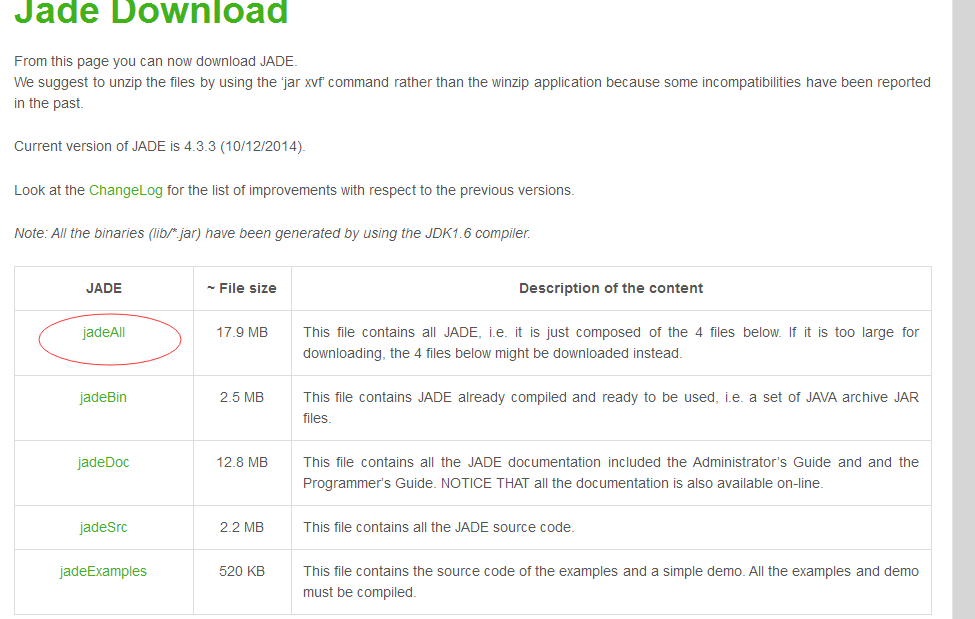 Jade Download
From this page you can now download JADE.
We suggest to unzip the files by using the ‘jar xvf’ command rather than the winzip application because some incompatibilities have been reported
in the past.
Current version of JADE is 4.3.3 (10/12/2014).
Look at the ChangeLog for the list of improvements with respect to the previous versions.
Note: All the binaries (lib/*.jar) have been generated by using the JDK1.6 compiler.
JADE ~ File size Description of the content
jadeAll 17.9 MB This file contains all JADE, i.e. it is just composed of the 4 files below. If it is too large for
downloading, the 4 files below might be downloaded instead.
jadeBin 2.5 MB This file contains JADE already compiled and ready to be used, i.e. a set of JAVA archive JAR
files.
jadeDoc 12.8 MB This file contains all the JADE documentation included the Administrator’s Guide and and the
Programmer’s Guide. NOTICE THAT all the documentation is also available on-line.
jadeSrc 2.2 MB This file contains all the JADE source code.
jadeExamples 520 KB This file contains the source code of the examples and a simple demo. All the examples and demo
must be compiled.